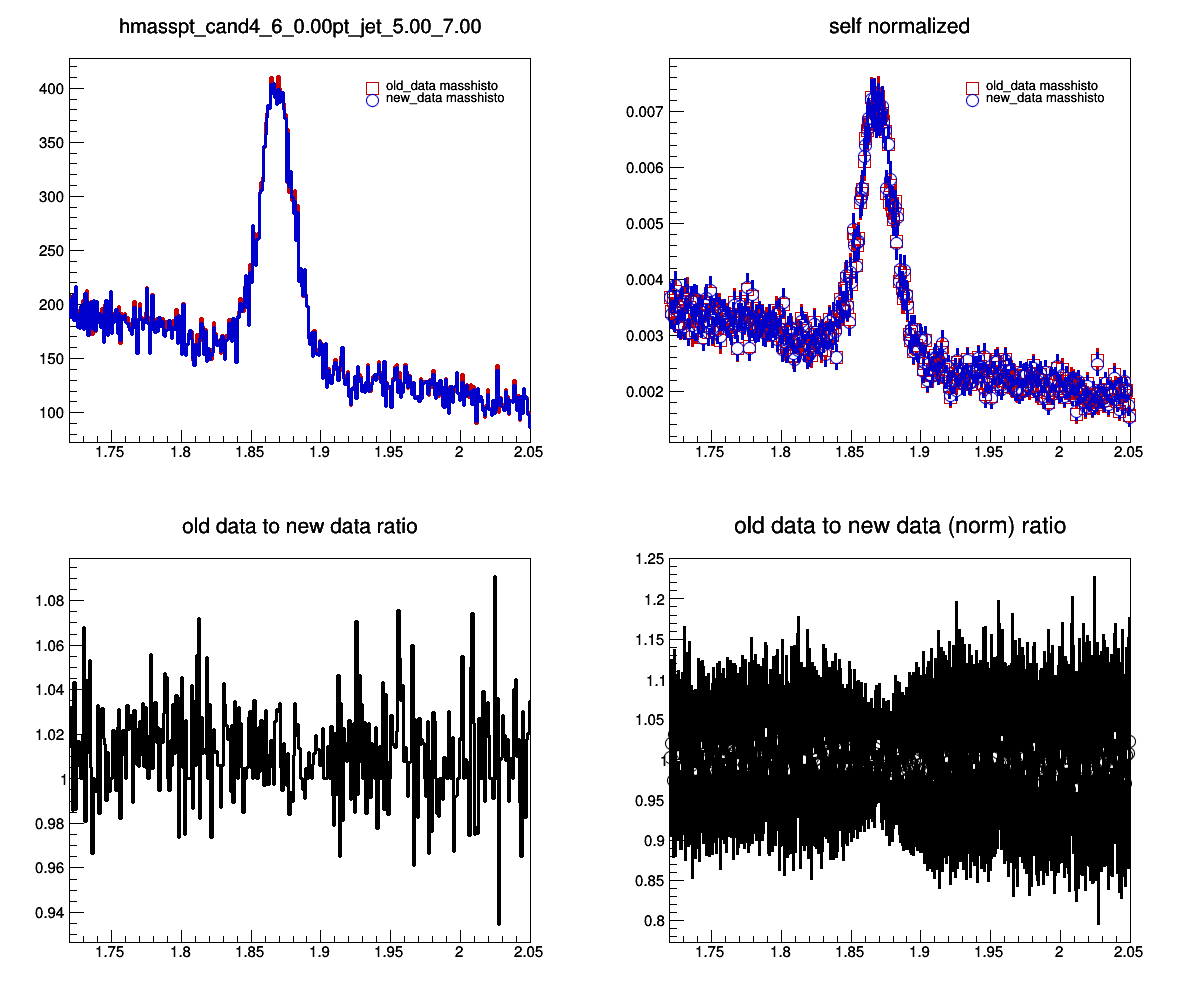 hmasspt_cand4_6_0.00pt_jet_5.00_7.00
old_data masshisto
new_data masshisto
400
350
300
250
200
150
100
1.75 1.8 1.85 1.9 1.95 2 2.05
self normalized
old_data masshisto
new_data masshisto
0.007
0.006
0.005
0.004
0.003
0.002
1.75 1.8 1.85 1.9 1.95 2 2.05
old data to new data ratio
1.08
1.06
1.04
1.02
1
0.98
0.96
0.94
1.75 1.8 1.85 1.9 1.95 2 2.05
old data to new data (norm) ratio
1.25
1.2
1.15
1.1
1.05
1
0.95
0.9
0.85
0.8
1.75 1.8 1.85 1.9 1.95 2 2.05